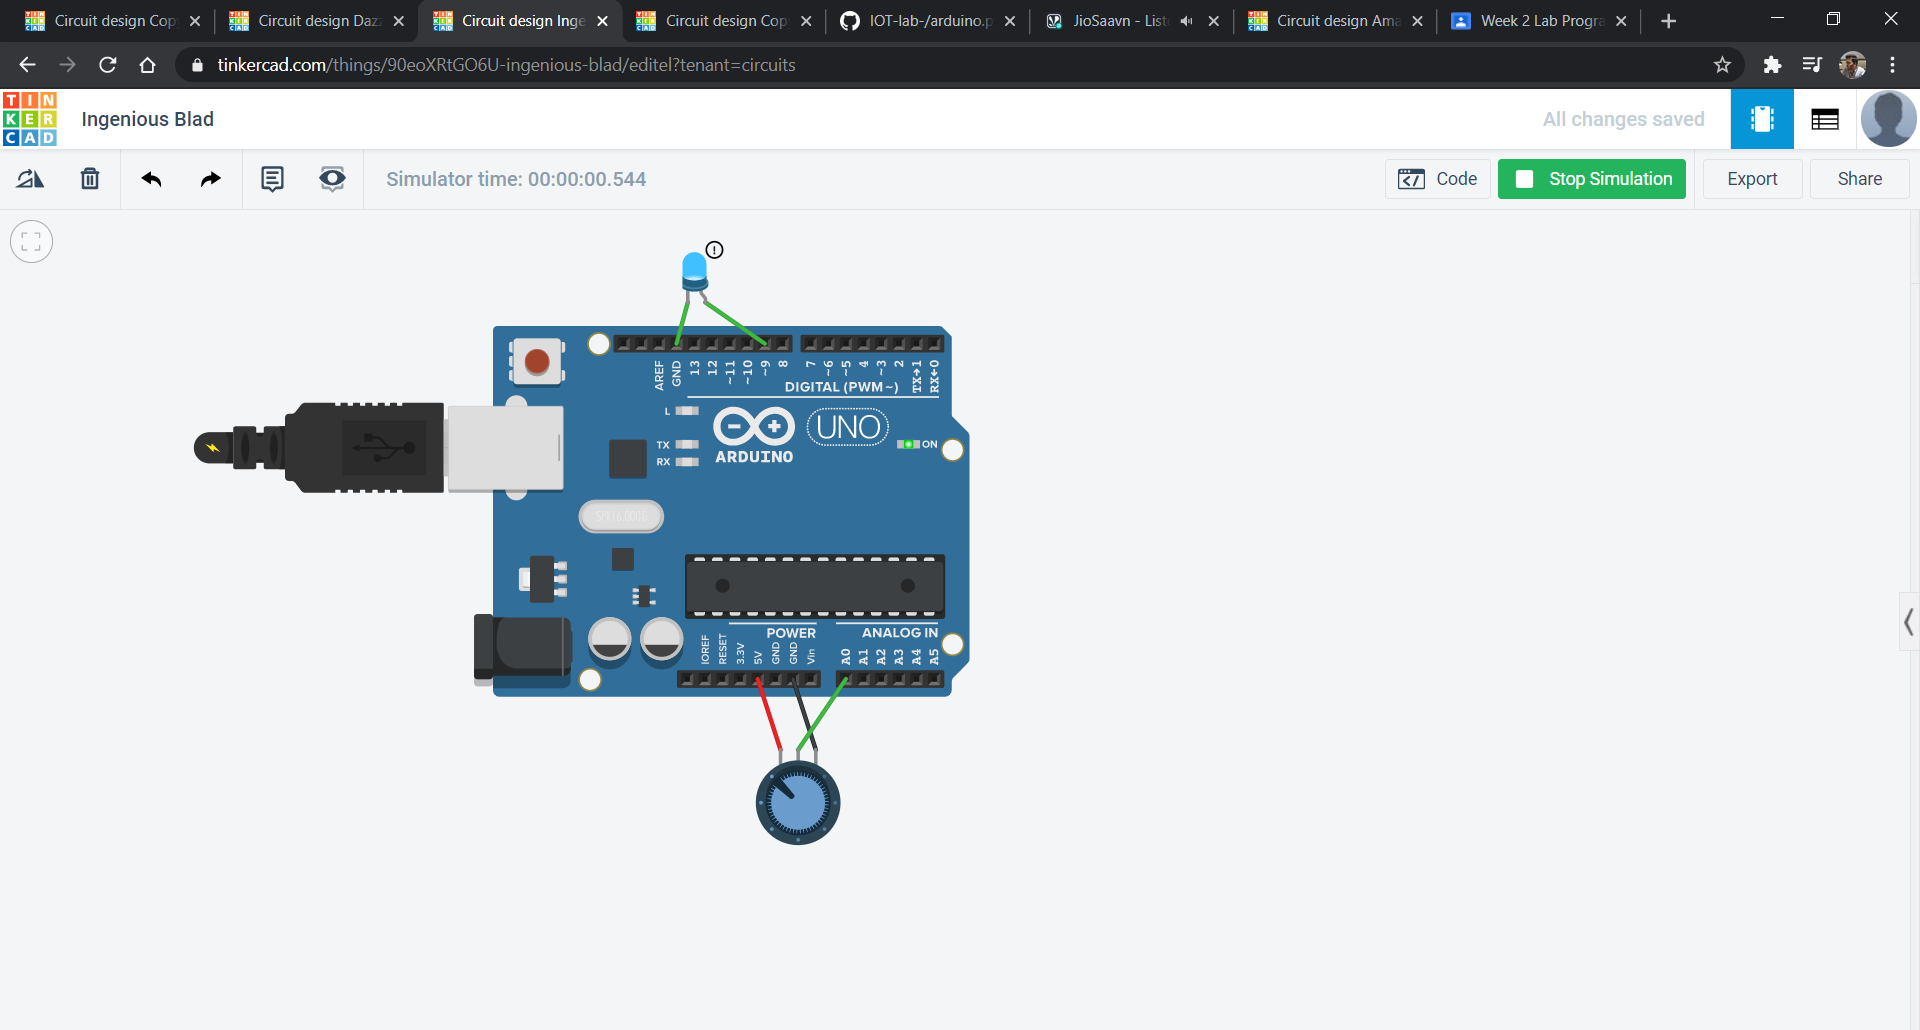 Circuit design Cop
Circuit design Daz
Circuit design Inge
Circuit design Cop
IOT-lab-/arduino.p
JioSaavn - List
Circuit design Ama
Week 2 Lab Progra
tinkercad.com/things/90eoXRtGO6U-ingenious-blad/editel?tenant=circuits
TIN
KER
CAD
Ingenious Blad
All changes saved
Simulator time: 00:00:00.544
Code
Stop Simulation
Export
Share
AREF
GND
13
12
~11
~10
~9
8
7
~6
~5
4
~3
2
TX→1
RX←0
DIGITAL (PWM~)
L
TX
RX
ARDUINO
UNO
ON
POWER
ANALOG IN
IOREF
RESET
3.3V
5V
GND
GND
Vin
A0
A1
A2
A3
A4
A5